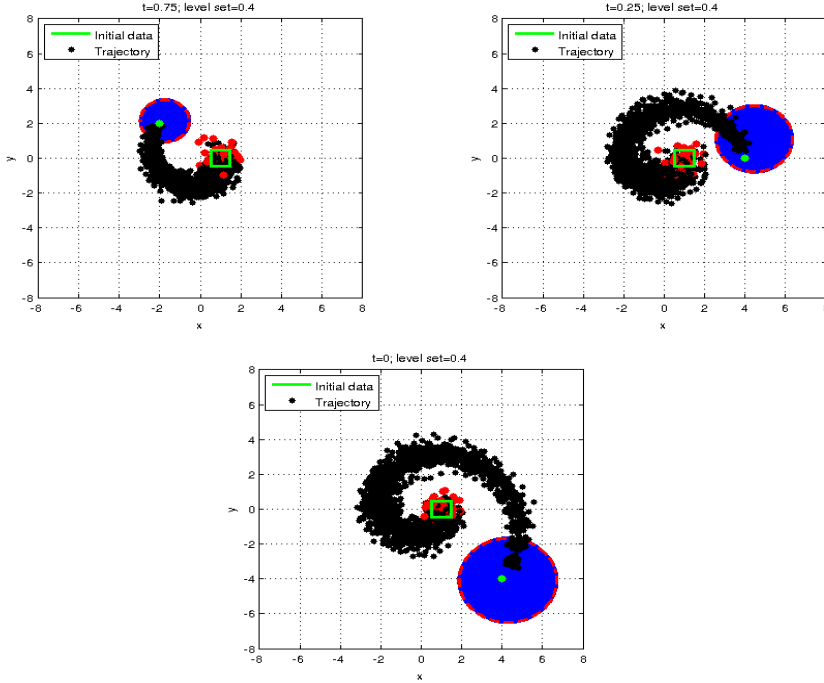 t=0.75; level set=0.4
8
6
4
2
0
-2
-4
-6
-8
y
-8 -6 -4 -2 0 2 4 6 8
x
Initial data
Trajectory
t=0.25; level set=0.4
8
6
4
2
0
-2
-4
-6
-8
y
-8 -6 -4 -2 0 2 4 6 8
x
Initial data
Trajectory
t=0; level set=0.4
8
6
4
2
0
-2
-4
-6
-8
y
-8 -6 -4 -2 0 2 4 6 8
x
Initial data
Trajectory